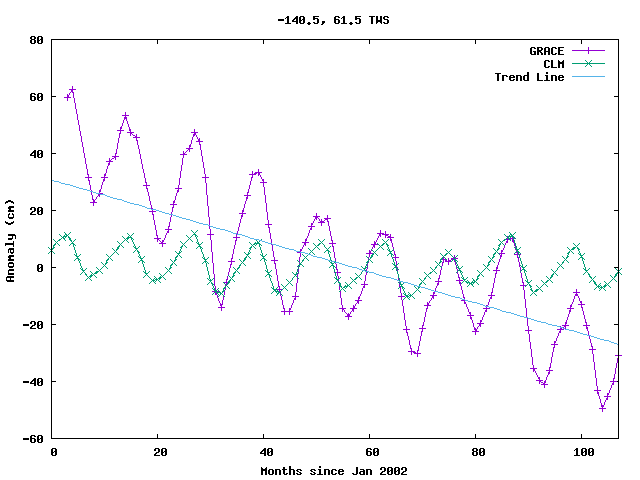 -140.5, 61.5 TWS
GRACE
CLM
Trend Line
80
60
40
20
0
-20
-40
-60
Anomaly (cm)
0 20 40 60 80 100
Months since Jan 2002